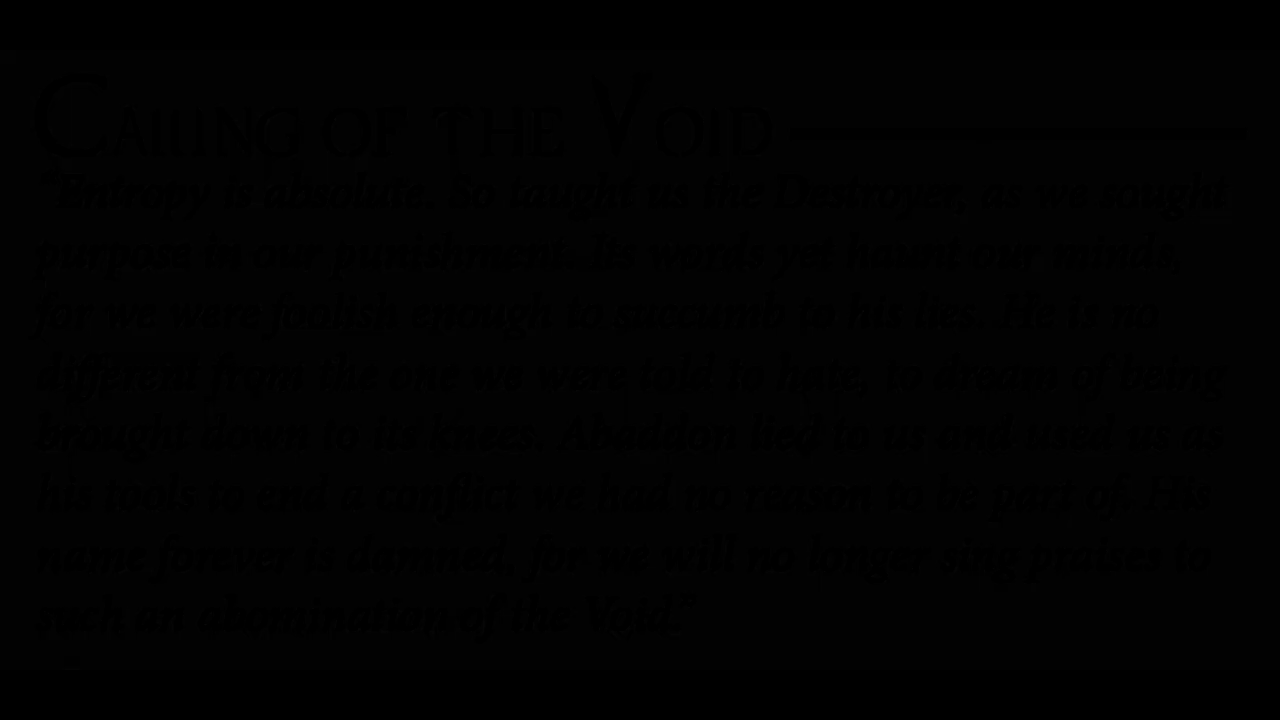 Calling of the Void
"Entropy is absolute. So taught us the Destroyer, as we sought
purpose in our punishment. Its words yet haunt our minds,
for we were foolish enough to succumb to his lies. He is no
different from the one we were told to hate, to dream of being
brought down to its knees. Abaddon lied to us and used us as
his tools to end a conflict we had no reason to be part of. His
name forever is damned, for we will no longer sing praises to
such an abomination of the Void."